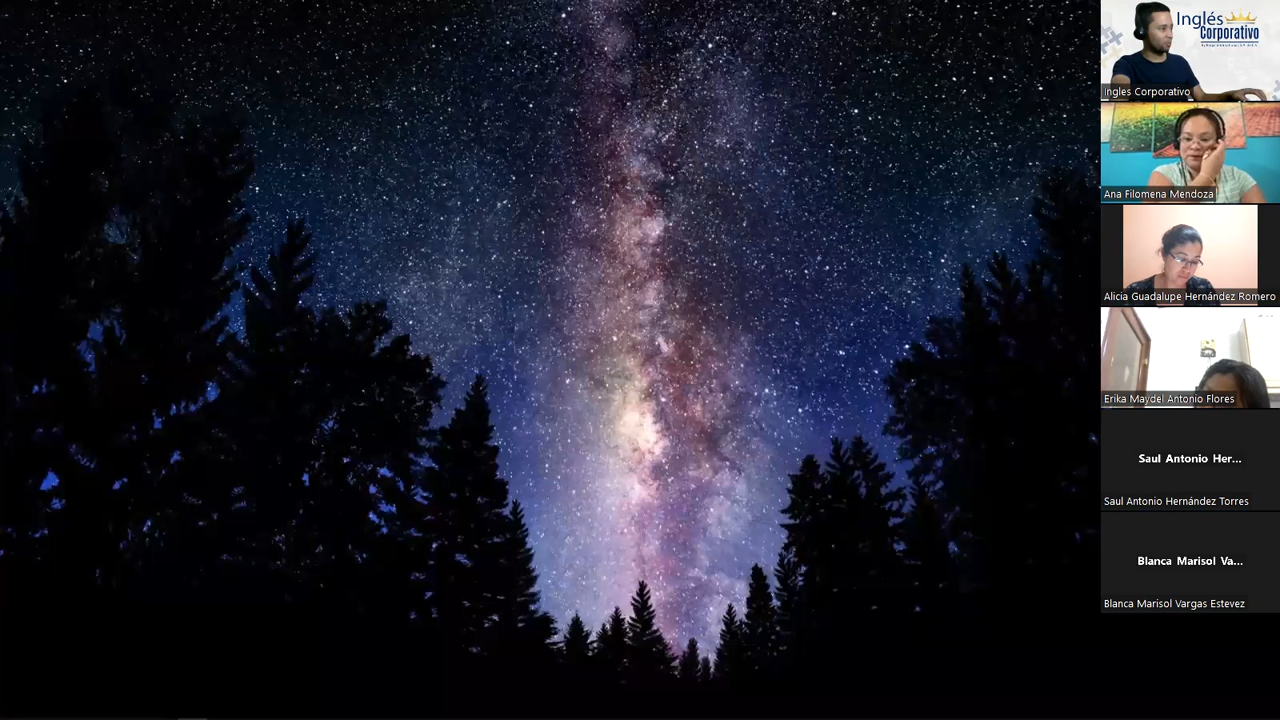 Inglés
Corporativo
Ingles Corporativo
Ana Filomena Mendoza
Alicia Guadalupe Hernández Romero
Erika Maydel Antonio Flores
Saul Antonio Her...
Saul Antonio Hernández Torres
Blanca Marisol Va...
Blanca Marisol Vargas Estevez